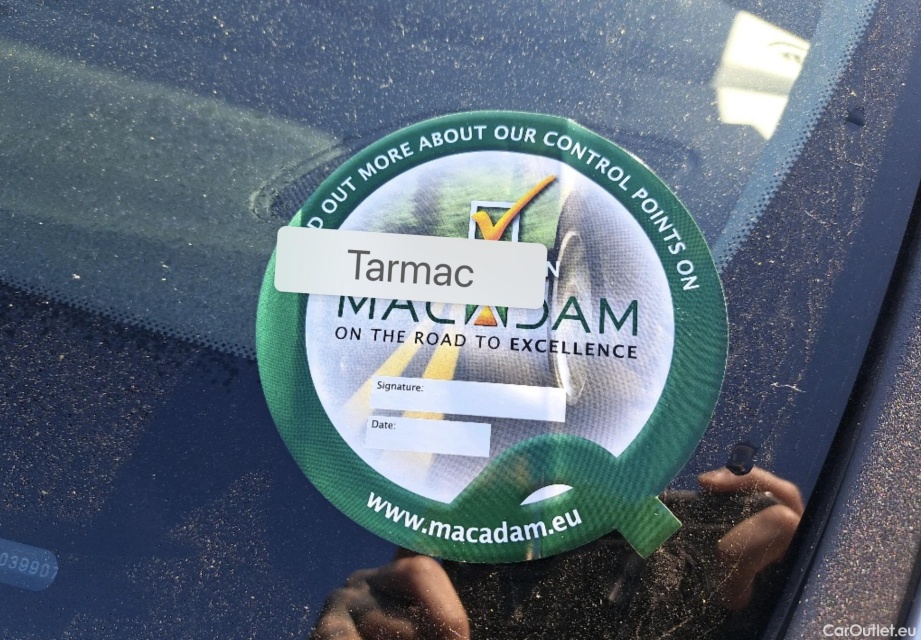 D OUT MORE ABOUT OUR CONTROL POINTS ON
N
Tarmac
MACADAM
ON THE ROAD TO EXCELLENCE
Signature:
Date:
www.macadam.eu
03990
CarOutlet.eu